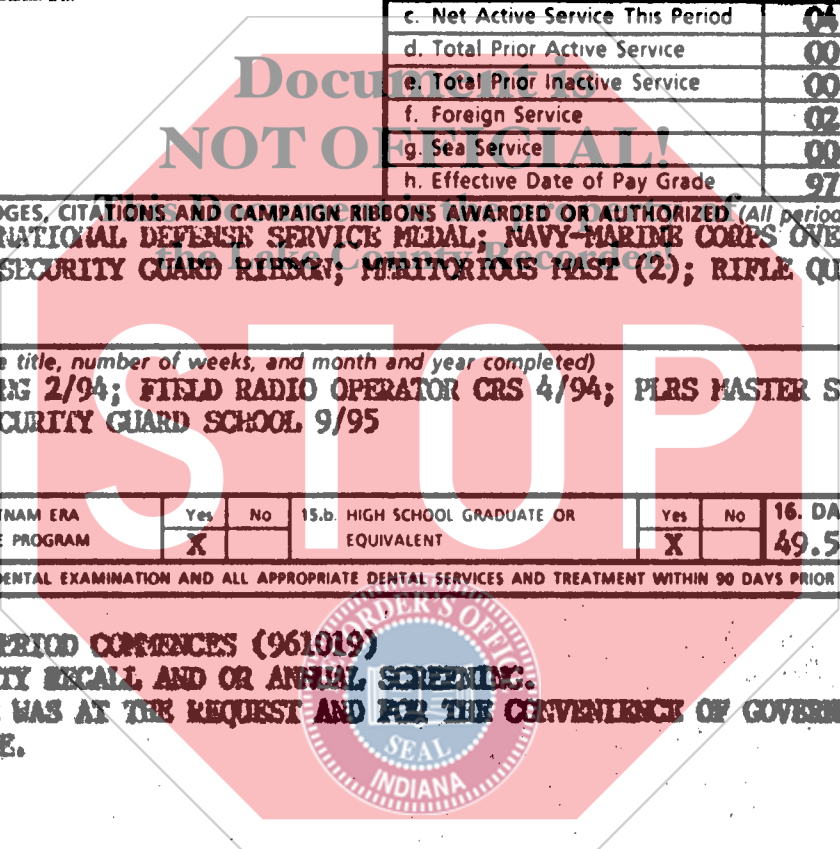 c. Net Active Service This Period 04
d. Total Prior Active Service 00
e. Total Prior Inactive Service 00
f. Foreign Service 02
g. Sea Service 00
h. Effective Date of Pay Grade 97
Document is
NOT OFFICIAL!
This Document is the property of
the Lake County Recorder!
DGES, CITATIONS AND CAMPAIGN RIBBONS AWARDED OR AUTHORIZED (All period
NATIONAL DEFENSE SERVICE MEDAL; NAVY-MARINE CORPS OVE
SECURITY GUARD RIBBON; MERITORIOUS MAST (2); RIFLE QU
e title, number of weeks, and month and year completed)
2/94; FIELD RADIO OPERATOR CRS 4/94; PLRS MASTER S
CURITY GUARD SCHOOL 9/95
STOP
TNAM ERA Yes No 15.b. HIGH SCHOOL GRADUATE OR Yes No 16. DA
E PROGRAM X EQUIVALENT X 49.5
DENTAL EXAMINATION AND ALL APPROPRIATE DENTAL SERVICES AND TREATMENT WITHIN 90 DAYS PRIOR
ERIOD COMMENCES (961019)
TY RECALL AND OR ANNUAL SCREENING.
WAS AT THE REQUEST AND FOR THE CONVENIENCE OF GOVERN
E.
RECORDER'S OFFICE
SEAL
INDIANA